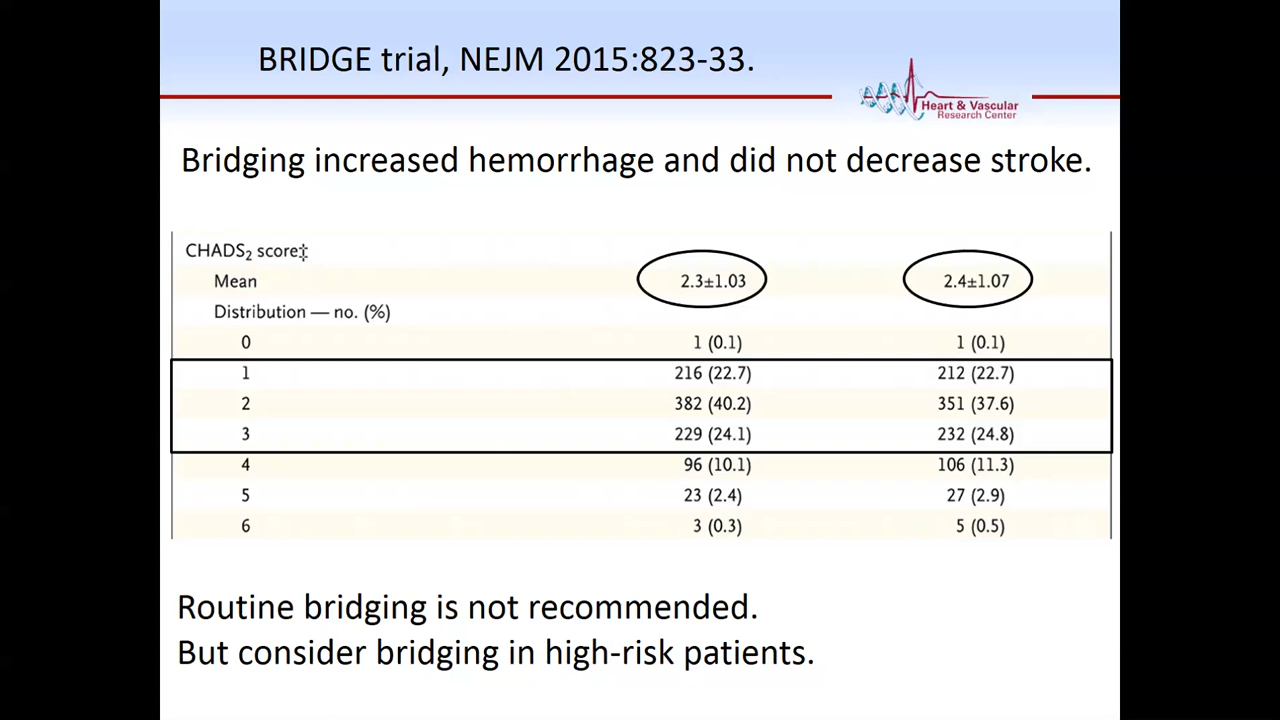 BRIDGE trial, NEJM 2015:823-33.
Heart & Vascular
Research Center
Bridging increased hemorrhage and did not decrease stroke.
CHADS2 score‡
Mean 2.3±1.03 2.4±1.07
Distribution — no. (%)
0 1 (0.1) 1 (0.1)
1 216 (22.7) 212 (22.7)
2 382 (40.2) 351 (37.6)
3 229 (24.1) 232 (24.8)
4 96 (10.1) 106 (11.3)
5 23 (2.4) 27 (2.9)
6 3 (0.3) 5 (0.5)
Routine bridging is not recommended.
But consider bridging in high-risk patients.